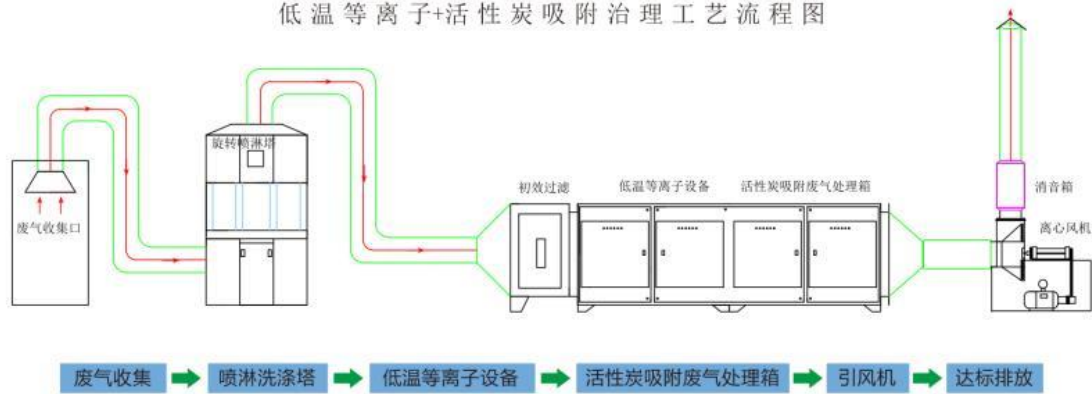 低温等离子+活性炭吸附治理工艺流程图
旋转喷淋塔
废气收集口
初效过滤
低温等离子设备
活性炭吸附废气处理箱
消音箱
离心风机
废气收集
喷淋洗涤塔
低温等离子设备
活性炭吸附废气处理箱
引风机
达标排放